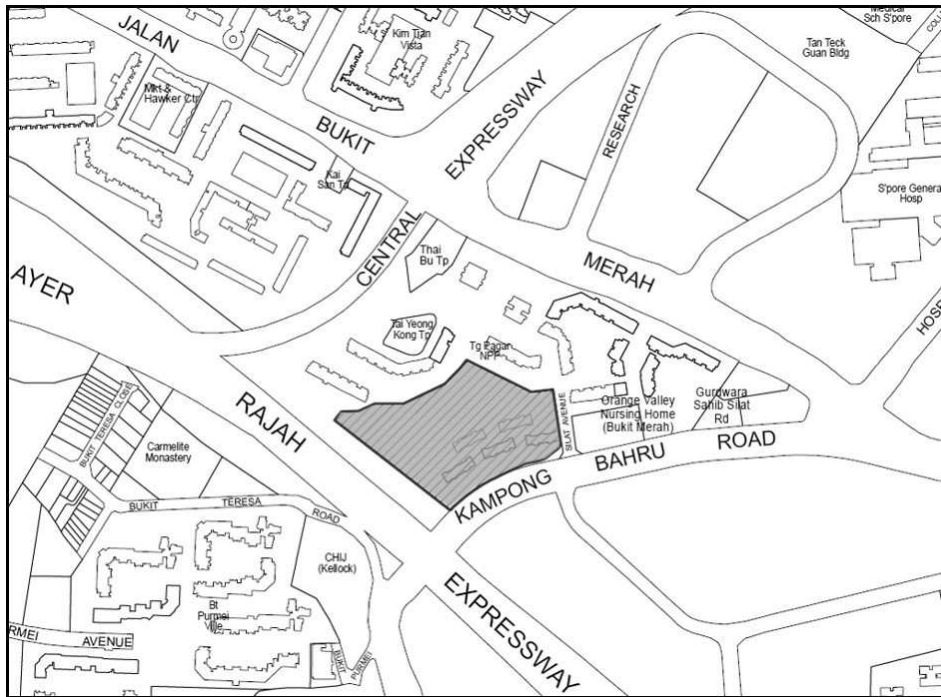 JALAN
BUKIT
MERAH
Kim Tian
Vista
EXPRESSWAY
RESEARCH
Medical
Sch S'pore
COL
Tan Teck
Guan Bldg
Mkt &
Hawker Ctr
Kai
San Tp
CENTRAL
Thai
Bu Tp
S'pore General
Hosp
HOSP
AYER
RAJAH
EXPRESSWAY
Tai Yeong
Kong Tp
Tg Pagar
NPP
SILAT AVENUE
Orange Valley
Nursing Home
(Bukit Merah)
Gurdwara
Sahib Silat
Rd
KAMPONG
BAHRU
ROAD
BUKIT TERESA CLOSE
Carmelite
Monastery
BUKIT
TERESA
ROAD
CHIJ
(Kellock)
Bt
Purmei
Ville
RMEI
AVENUE
BUKIT
PURMEI